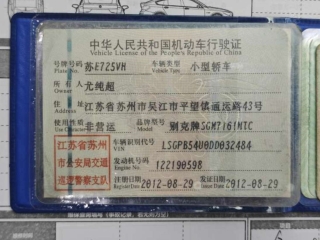 中华人民共和国机动车行驶证
Vehicle License of the People's Republic of China
号牌号码 苏E725VM 车辆类型 小型轿车
Plate No. Vehicle Type
所有人 尤纯超
Owner
住址 江苏省苏州市吴江市平望镇通运路43号
Address
使用性质 非营运 品牌型号 别克牌SGM7161MTC
Use Character Model
江苏省苏州
市公安局交通
巡逻警察支队
车辆识别代号 LSGPB54U0DD032484
VIN
发动机号码 122190598
Engine No.
注册日期 2012-08-29 发证日期 2012-08-29
Register Date Issue Date